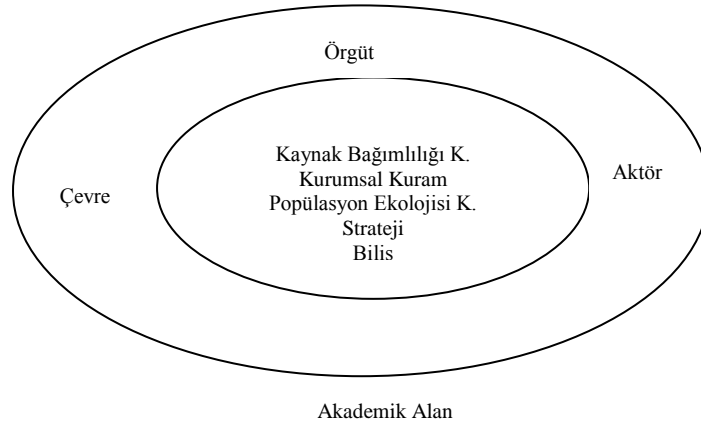 Örgüt
Kaynak Bağımlılığı K.
Kurumsal Kuram
Popülasyon Ekolojisi K.
Strateji
Bilis
Çevre
Aktör
Akademik Alan